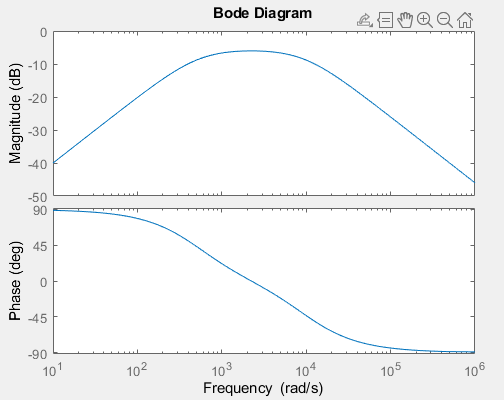 Bode Diagram
0
-10
-20
-30
-40
-50
Magnitude (dB)
90
45
0
-45
-90
Phase (deg)
10^1 10^2 10^3 10^4 10^5 10^6
Frequency (rad/s)